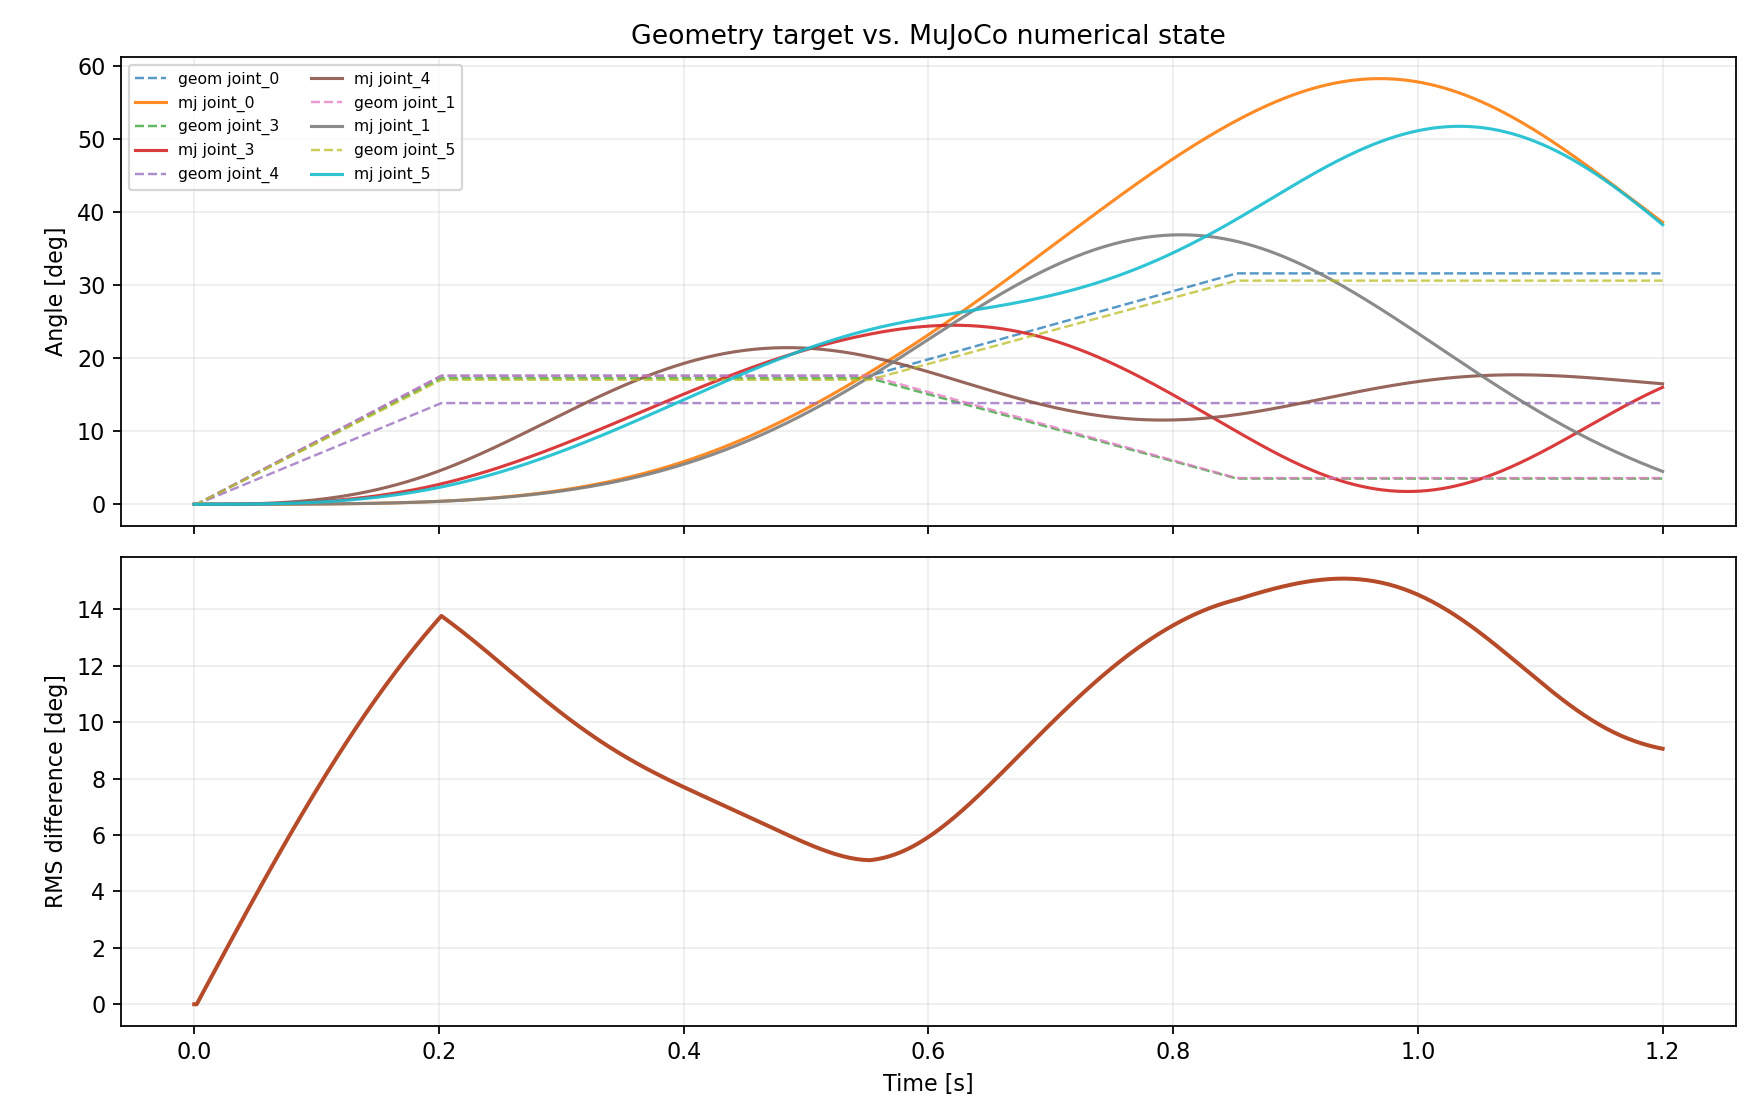 Geometry target vs. MuJoCo numerical state
Angle [deg]
60
50
40
30
20
10
0
geom joint_0
mj joint_0
geom joint_3
mj joint_3
geom joint_4
mj joint_4
geom joint_1
mj joint_1
geom joint_5
mj joint_5
RMS difference [deg]
14
12
10
8
6
4
2
0
0.0 0.2 0.4 0.6 0.8 1.0 1.2
Time [s]